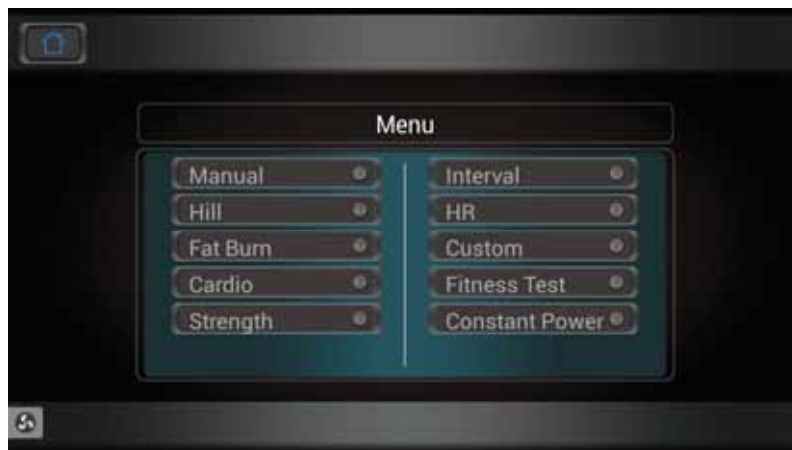 Menu
Manual
Hill
Fat Burn
Cardio
Strength
Interval
HR
Custom
Fitness Test
Constant Power